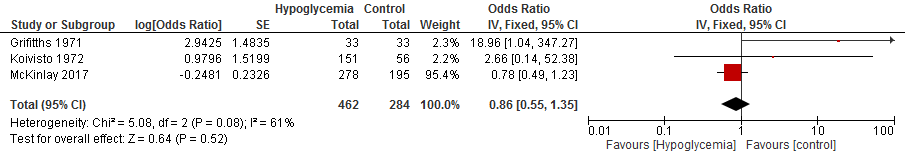 Hypoglycemia Control Odds Ratio Odds Ratio
Study or Subgroup log[Odds Ratio] SE Total Total Weight IV, Fixed, 95% CI IV, Fixed, 95% CI
Grifitths 1971 2.9425 1.4835 33 33 2.3% 18.96 [1.04, 347.27]
Koivisto 1972 0.9796 1.5199 151 56 2.2% 2.66 [0.14, 52.38]
McKinlay 2017 -0.2481 0.2326 278 195 95.4% 0.78 [0.49, 1.23]
Total (95% CI) 462 284 100.0% 0.86 [0.55, 1.35]
Heterogeneity: Chi² = 5.08, df = 2 (P = 0.08); I² = 61%
Test for overall effect: Z = 0.64 (P = 0.52)
0.01 0.1 1 10 100
Favours [Hypoglycemia] Favours [control]